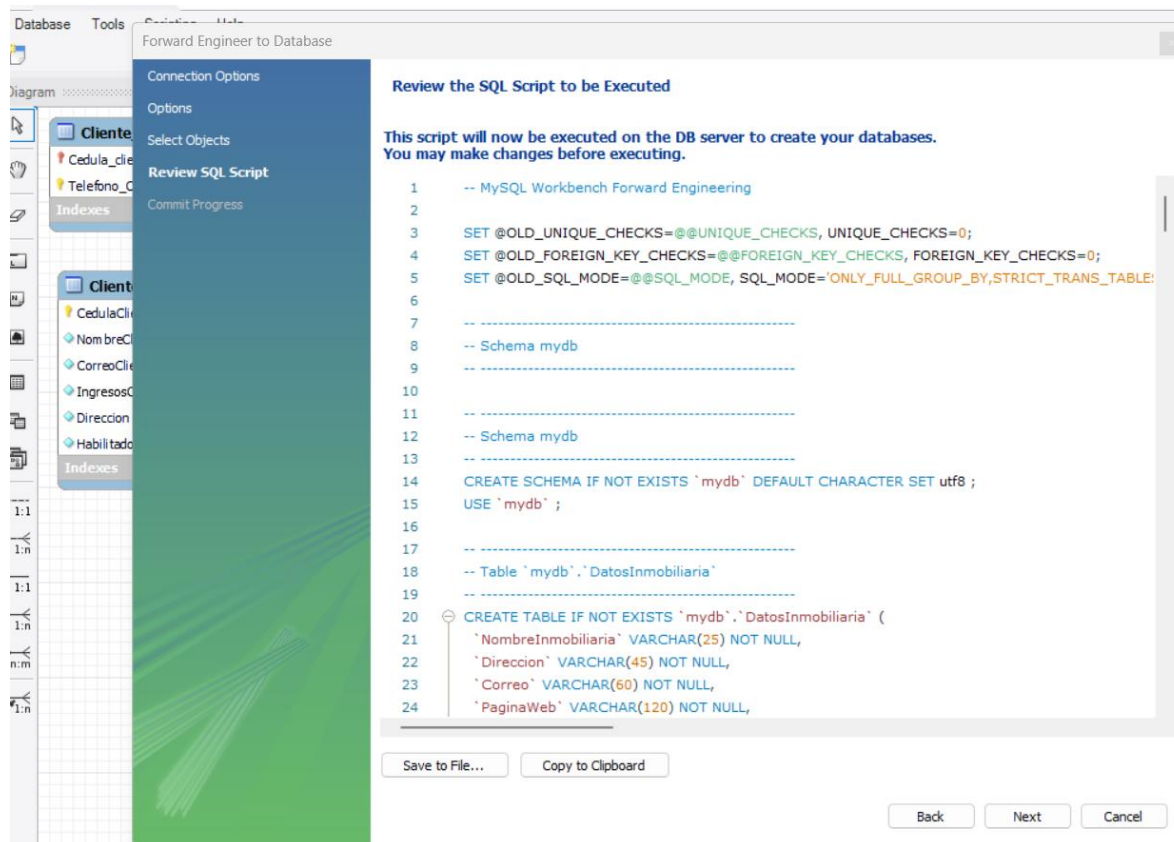 Database Tools Scripting Help
Forward Engineer to Database
Diagram
Cliente_
Cedula_clie
Telefono_C
Indexes
Cliente
CedulaClie
NombreCl
CorreoClie
IngresosC
Direccion
Habilitado
Indexes
1:1
1:n
1:1
1:n
n:m
1:n
Connection Options
Options
Select Objects
Review SQL Script
Commit Progress
Review the SQL Script to be Executed
This script will now be executed on the DB server to create your databases.
You may make changes before executing.
1 -- MySQL Workbench Forward Engineering
2
3 SET @OLD_UNIQUE_CHECKS=@@UNIQUE_CHECKS, UNIQUE_CHECKS=0;
4 SET @OLD_FOREIGN_KEY_CHECKS=@@FOREIGN_KEY_CHECKS, FOREIGN_KEY_CHECKS=0;
5 SET @OLD_SQL_MODE=@@SQL_MODE, SQL_MODE='ONLY_FULL_GROUP_BY,STRICT_TRANS_TABLES
6
7 -- -----------------------------------------------------
8 -- Schema mydb
9 -- -----------------------------------------------------
10
11 -- -----------------------------------------------------
12 -- Schema mydb
13 -- -----------------------------------------------------
14 CREATE SCHEMA IF NOT EXISTS `mydb` DEFAULT CHARACTER SET utf8 ;
15 USE `mydb` ;
16
17 -- -----------------------------------------------------
18 -- Table `mydb`.`DatosInmobiliaria`
19 -- -----------------------------------------------------
20 CREATE TABLE IF NOT EXISTS `mydb`.`DatosInmobiliaria` (
21 `NombreInmobiliaria` VARCHAR(25) NOT NULL,
22 `Direccion` VARCHAR(45) NOT NULL,
23 `Correo` VARCHAR(60) NOT NULL,
24 `PaginaWeb` VARCHAR(120) NOT NULL,
Save to File... Copy to Clipboard
Back Next Cancel